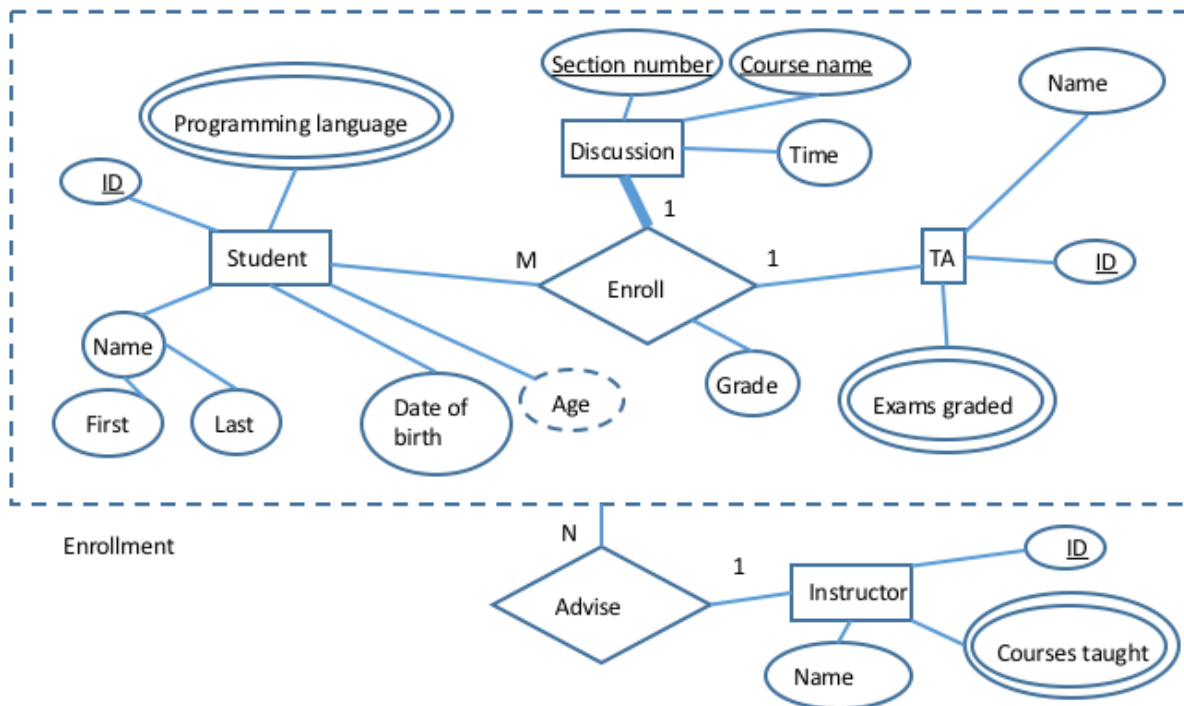 Section number
Course name
Name
Programming language
Discussion
Time
ID
1
Student
M
Enroll
1
TA
ID
Name
Grade
Exams graded
First
Last
Date of
birth
Age
Enrollment
N
ID
1
Advise
Instructor
Courses taught
Name